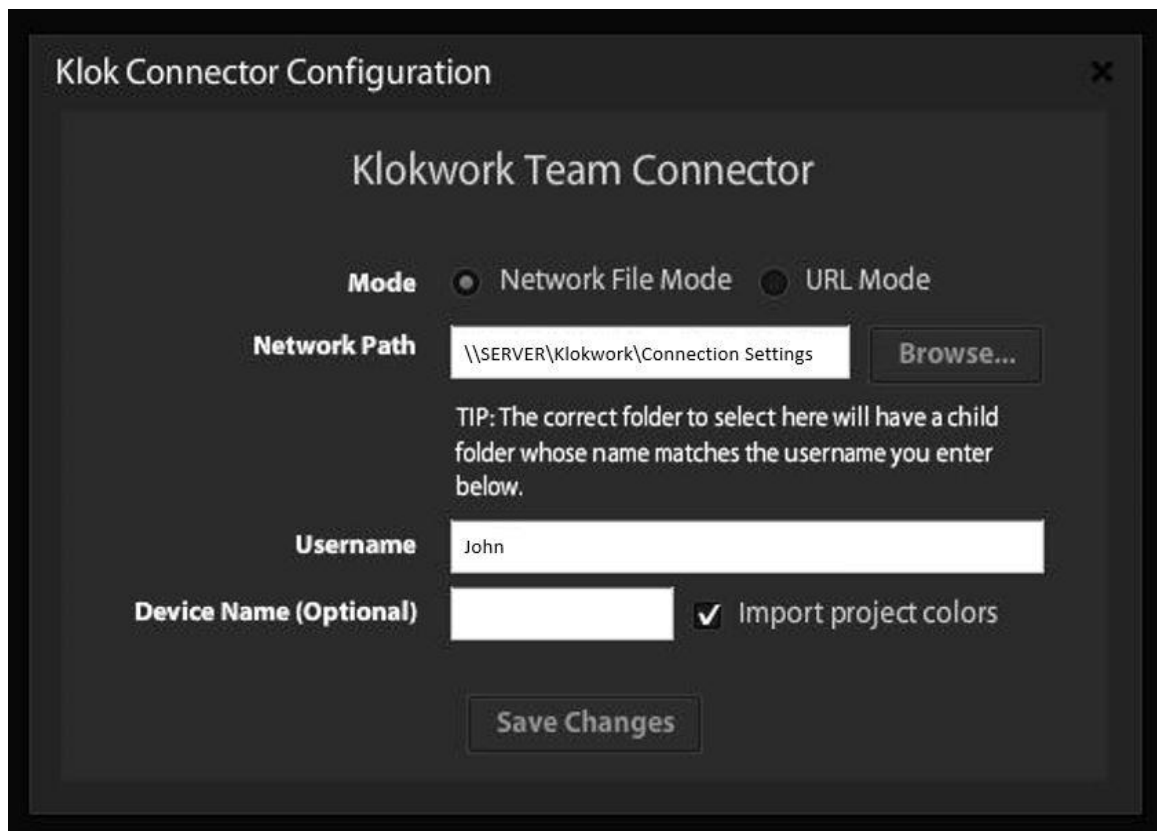 Klok Connector Configuration
Klokwork Team Connector
Mode Network File Mode URL Mode
Network Path \\SERVER\Klokwork\Connection Settings Browse...
TIP: The correct folder to select here will have a child
folder whose name matches the username you enter
below.
Username John
Device Name (Optional) Import project colors
Save Changes